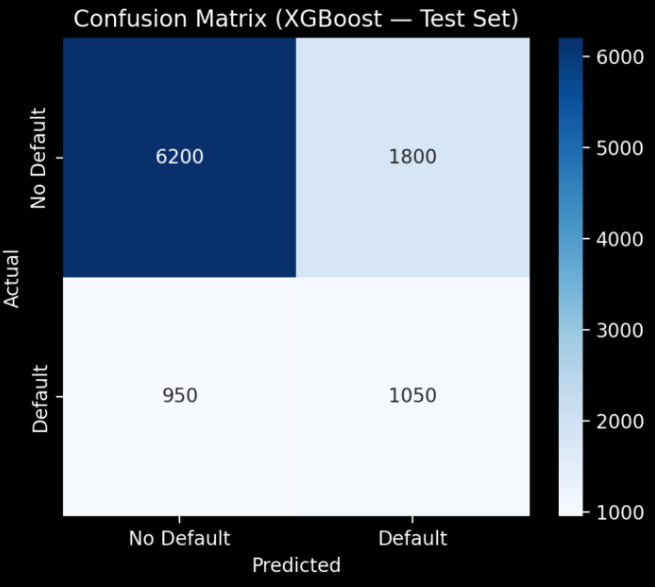 Confusion Matrix (XGBoost — Test Set)
Actual
No Default
Default
6200
1800
950
1050
No Default
Default
Predicted
6000
5000
4000
3000
2000
1000